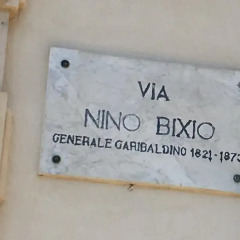 VIA
NINO BIXIO
GENERALE GARIBALDINO 1821-1873